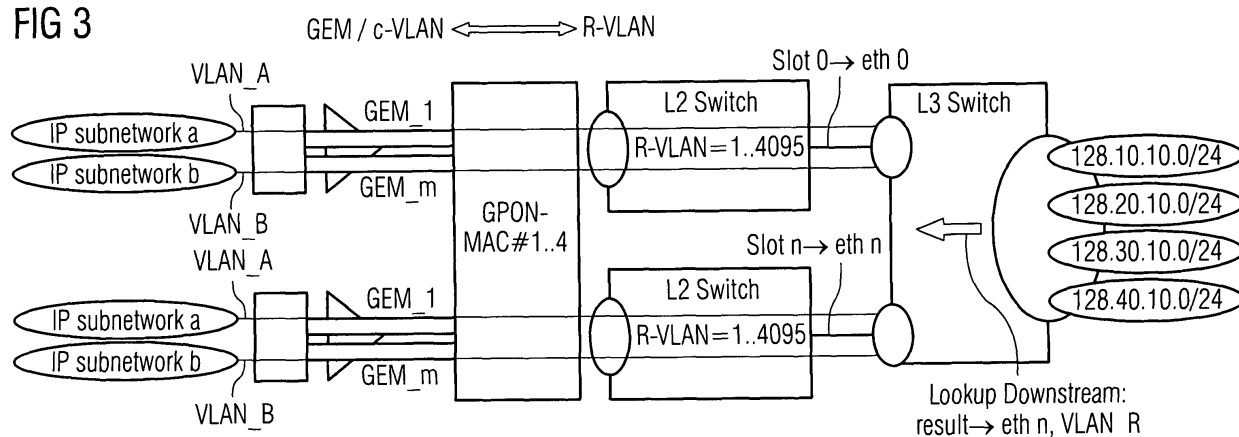 FIG 3
GEM / c-VLAN
R-VLAN
Slot 0→ eth 0
VLAN_A
GEM_1
L2 Switch
L3 Switch
IP subnetwork a
R-VLAN=1..4095
128.10.10.0/24
IP subnetwork b
GEM_m
128.20.10.0/24
VLAN_B
GPON-
MAC#1..4
Slot n→ eth n
128.30.10.0/24
VLAN_A
GEM_1
L2 Switch
128.40.10.0/24
IP subnetwork a
R-VLAN=1..4095
IP subnetwork b
GEM_m
VLAN_B
Lookup Downstream:
result→ eth n, VLAN R